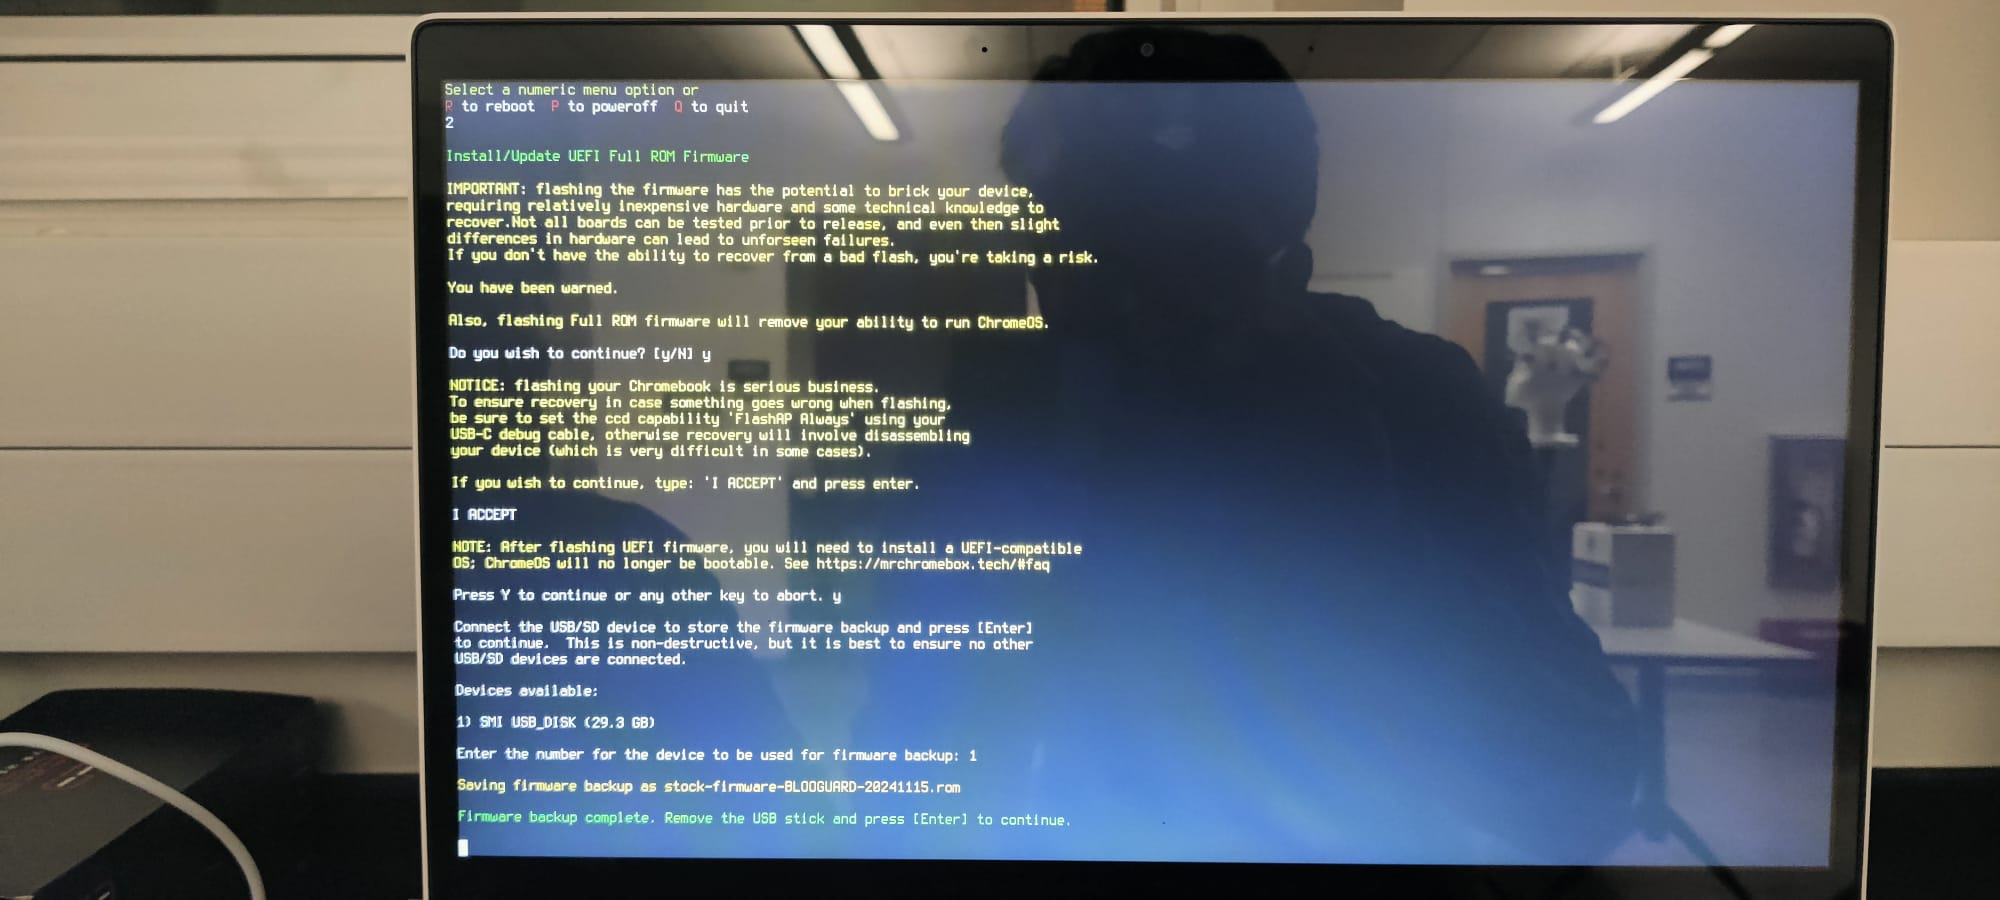 Select a numeric menu option or
R to reboot  P to poweroff  Q to quit
2
Install/Update UEFI Full ROM Firmware
IMPORTANT: flashing the firmware has the potential to brick your device,
requiring relatively inexpensive hardware and some technical knowledge to
recover.Not all boards can be tested prior to release, and even then slight
differences in hardware can lead to unforseen failures.
If you don't have the ability to recover from a bad flash, you're taking a risk.
You have been warned.
Also, flashing Full ROM firmware will remove your ability to run ChromeOS.
Do you wish to continue? [y/N] y
NOTICE: flashing your Chromebook is serious business.
To ensure recovery in case something goes wrong when flashing,
be sure to set the ccd capability 'FlashAP Always' using your
USB-C debug cable, otherwise recovery will involve disassembling
your device (which is very difficult in some cases).
If you wish to continue, type: 'I ACCEPT' and press enter.
I ACCEPT
NOTE: After flashing UEFI firmware, you will need to install a UEFI-compatible
OS; ChromeOS will no longer be bootable. See https://mrchromebox.tech/#faq
Press Y to continue or any other key to abort. y
Connect the USB/SD device to store the firmware backup and press [Enter]
to continue.  This is non-destructive, but it is best to ensure no other
USB/SD devices are connected.
Devices available:
1) SMI USB_DISK (29.3 GB)
Enter the number for the device to be used for firmware backup: 1
Saving firmware backup as stock-firmware-BLOOGUARD-20241115.rom
Firmware backup complete. Remove the USB stick and press [Enter] to continue.